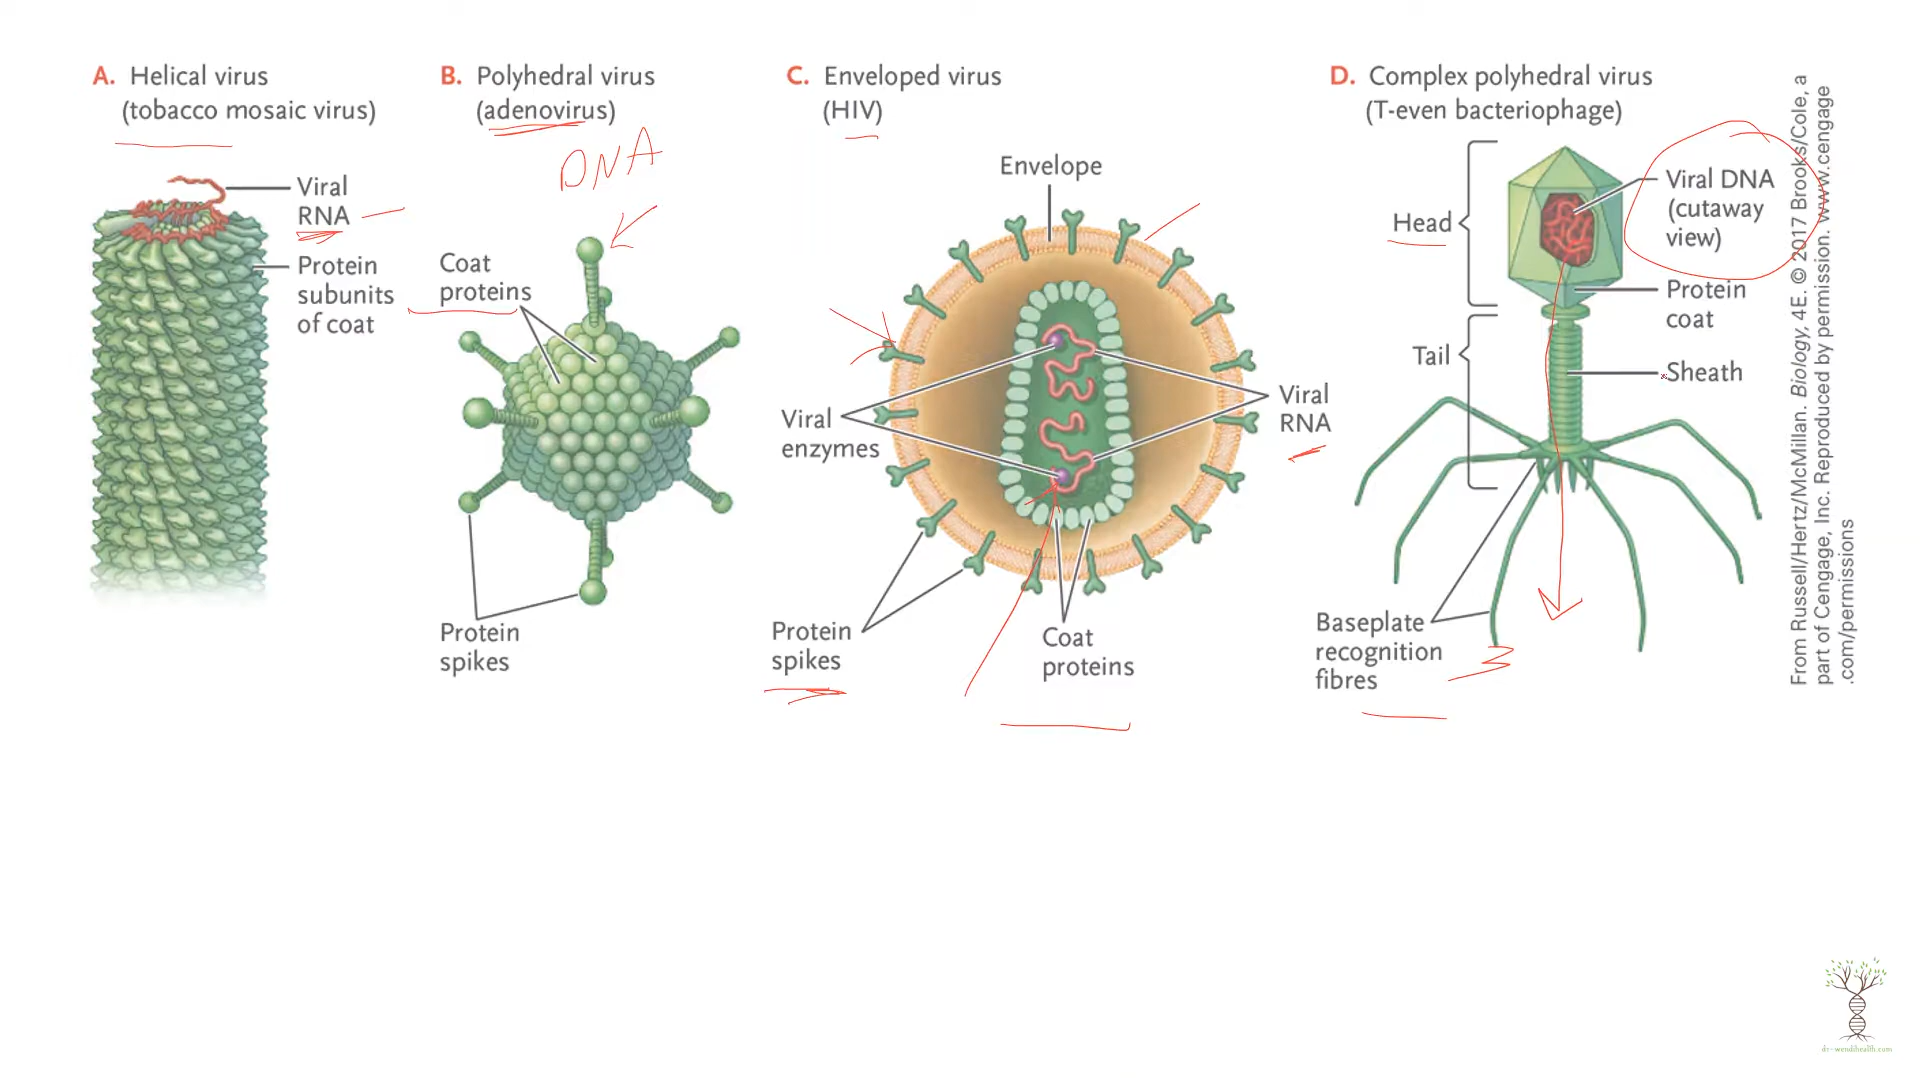 A. Helical virus
(tobacco mosaic virus)
Viral
RNA
Protein
subunits
of coat
B. Polyhedral virus
(adenovirus)
DNA
Coat
proteins
Protein
spikes
C. Enveloped virus
(HIV)
Envelope
Viral
enzymes
Viral
RNA
Protein
spikes
Coat
proteins
D. Complex polyhedral virus
(T-even bacteriophage)
Head
Viral DNA
(cutaway
view)
Protein
coat
Tail
Sheath
Baseplate
recognition
fibres
From Russell/Hertz/McMillan. Biology, 4E. © 2017 Brooks/Cole, a
part of Cengage, Inc. Reproduced by permission. www.cengage
.com/permissions
dr-wendihealth.com